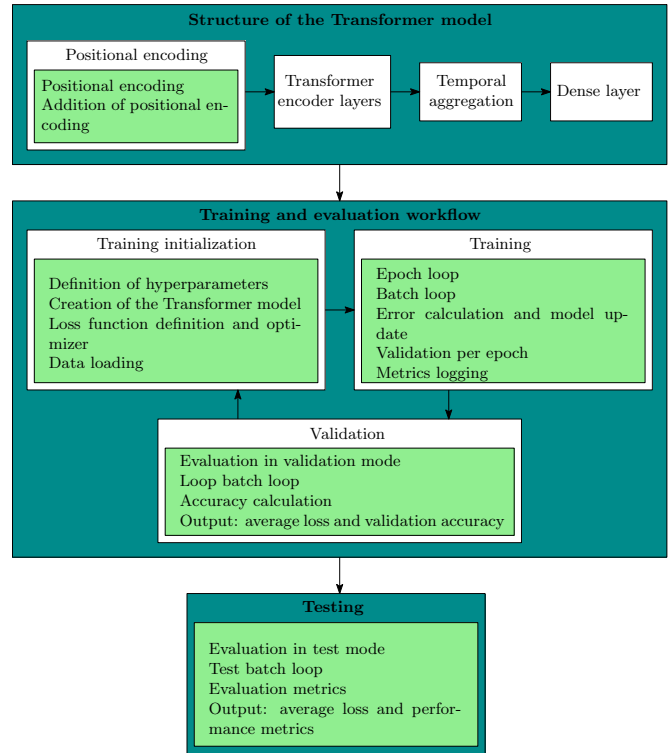 Structure of the Transformer model
Positional encoding
Positional encoding
Addition of positional en-
coding
Transformer
encoder layers
Temporal
aggregation
Dense layer
Training and evaluation workflow
Training initialization
Definition of hyperparameters
Creation of the Transformer model
Loss function definition and opti-
mizer
Data loading
Training
Epoch loop
Batch loop
Error calculation and model up-
date
Validation per epoch
Metrics logging
Validation
Evaluation in validation mode
Loop batch loop
Accuracy calculation
Output: average loss and validation accuracy
Testing
Evaluation in test mode
Test batch loop
Evaluation metrics
Output: average loss and perfor-
mance metrics